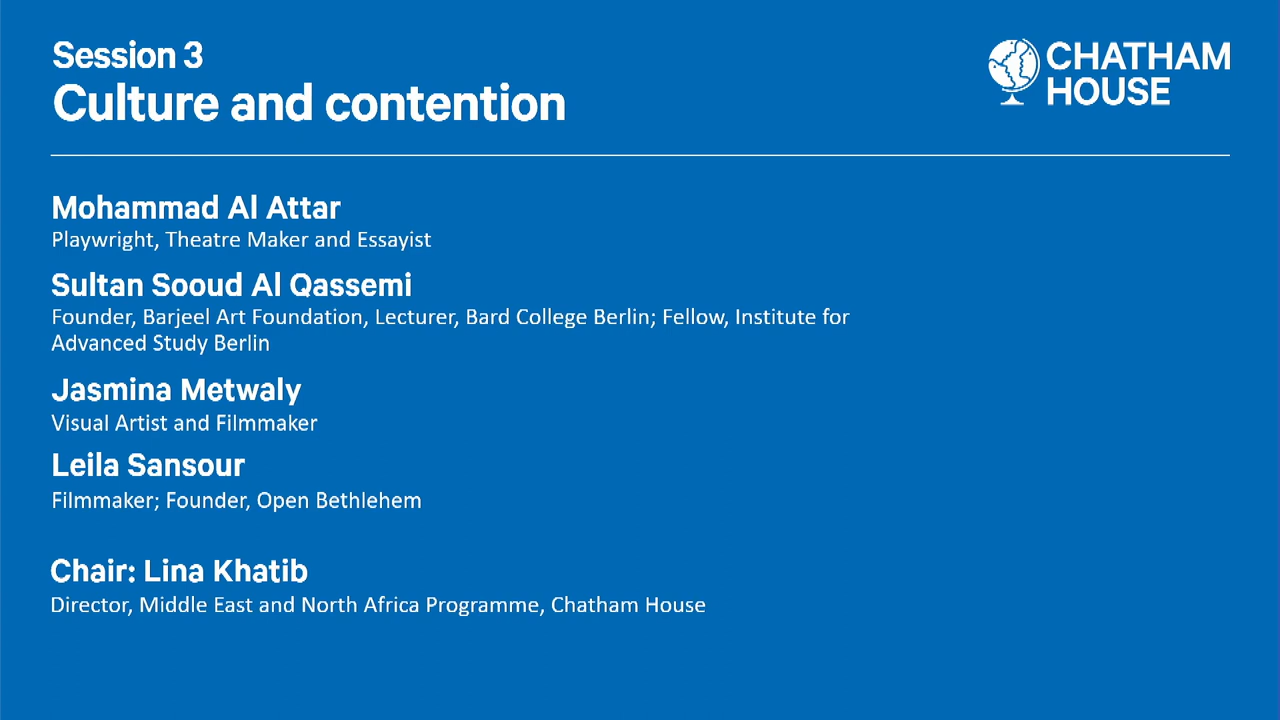 Session 3
Culture and contention
CHATHAM
HOUSE
Mohammad Al Attar
Playwright, Theatre Maker and Essayist
Sultan Sooud Al Qassemi
Founder, Barjeel Art Foundation, Lecturer, Bard College Berlin; Fellow, Institute for
Advanced Study Berlin
Jasmina Metwaly
Visual Artist and Filmmaker
Leila Sansour
Filmmaker; Founder, Open Bethlehem
Chair: Lina Khatib
Director, Middle East and North Africa Programme, Chatham House